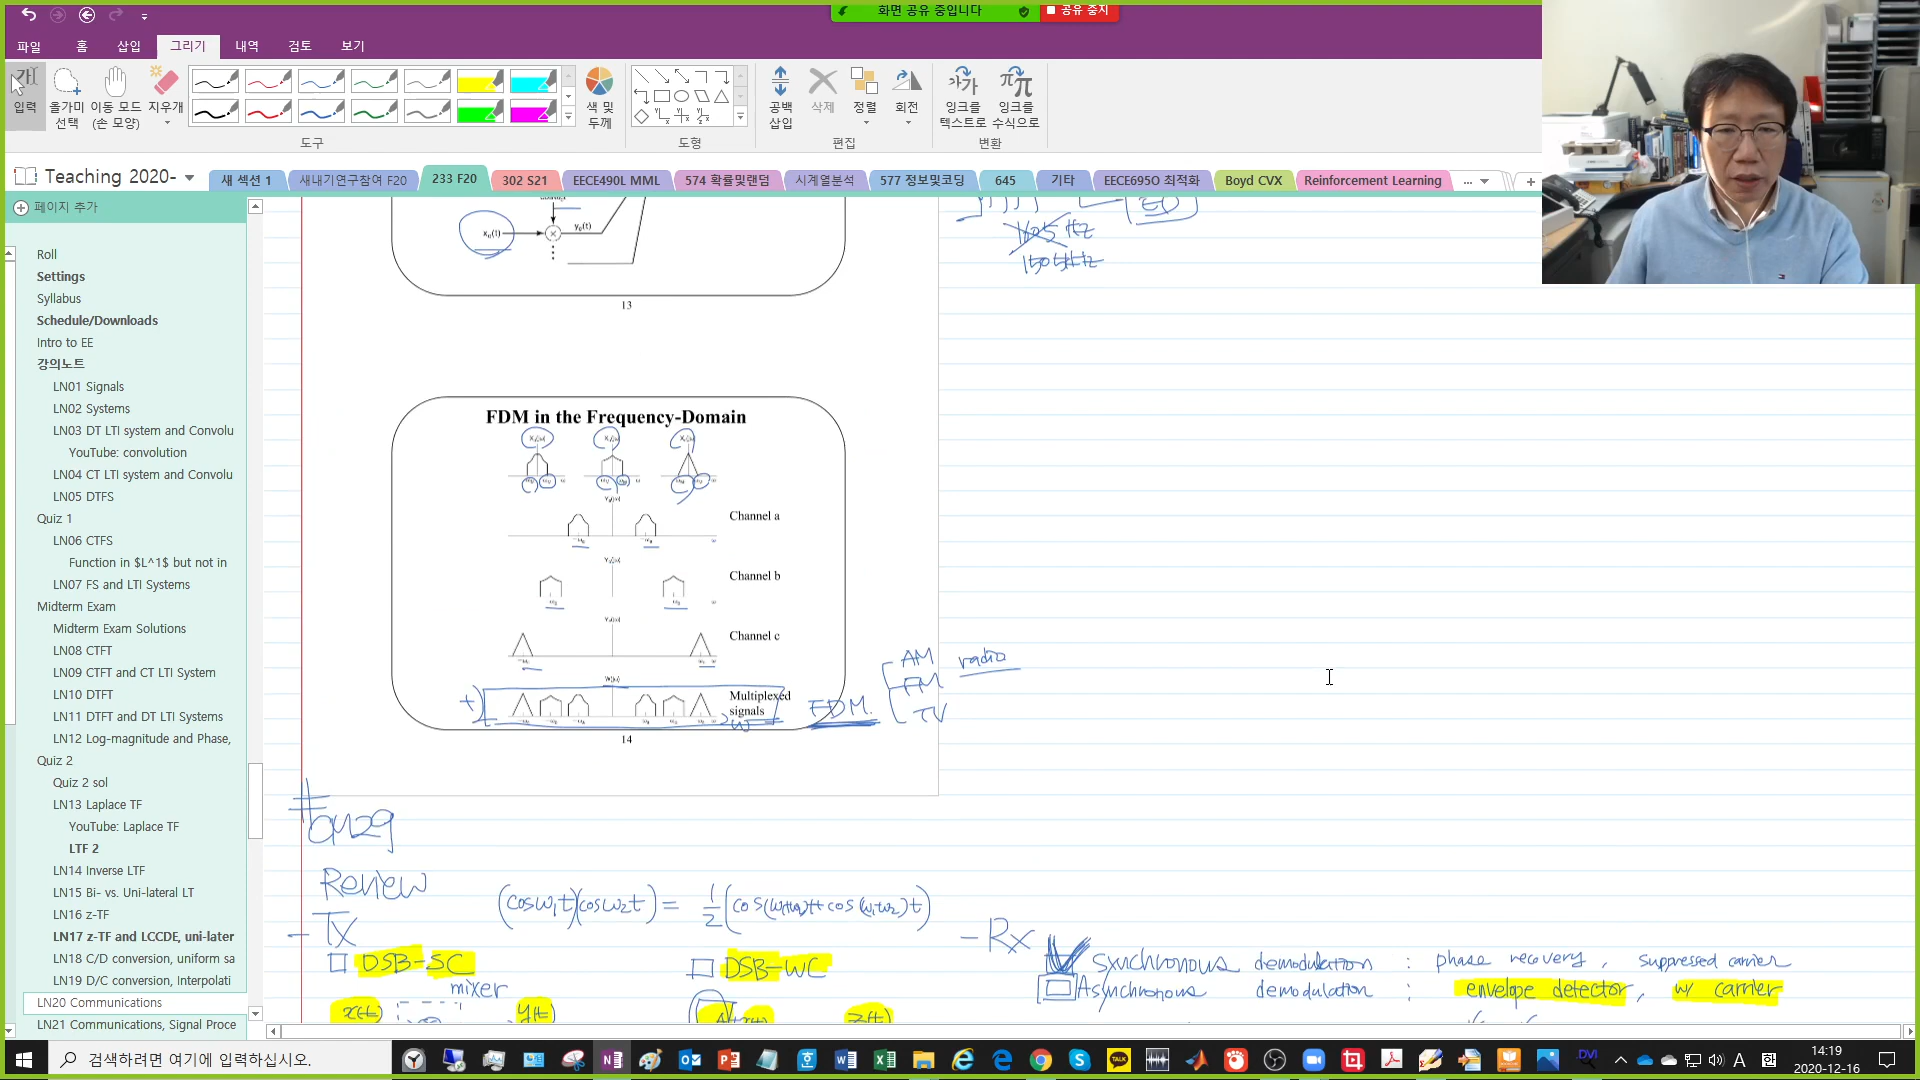 화면 공유 중입니다
공유 중지
파일 홈 삽입 그리기 내역 검토 보기
입력
올가미 선택
이동 모드 (손 모양)
지우개
색 및 두께
공백 삽입
삭제
정렬
회전
잉크를 텍스트로
잉크를 수식으로
도구
도형
편집
변환
Teaching 2020-
새 섹션 1
새내기연구참여 F20
233 F20
302 S21
EECE490L MML
574 확률및랜덤
시계열분석
577 정보및코딩
645
기타
EECE695O 최적화
Boyd CVX
Reinforcement Learning
...
페이지 추가
Roll
Settings
Syllabus
Schedule/Downloads
Intro to EE
강의노트
LN01 Signals
LN02 Systems
LN03 DT LTI system and Convolu
YouTube: convolution
LN04 CT LTI system and Convolu
LN05 DTFS
Quiz 1
LN06 CTFS
Function in $L^1$ but not in
LN07 FS and LTI Systems
Midterm Exam
Midterm Exam Solutions
LN08 CTFT
LN09 CTFT and CT LTI System
LN10 DTFT
LN11 DTFT and DT LTI Systems
LN12 Log-magnitude and Phase,
Quiz 2
Quiz 2 sol
LN13 Laplace TF
YouTube: Laplace TF
LTF 2
LN14 Inverse LTF
LN15 Bi- vs. Uni-lateral LT
LN16 z-TF
LN17 z-TF and LCCDE, uni-later
LN18 C/D conversion, uniform sa
LN19 D/C conversion, Interpolati
LN20 Communications
LN21 Communications, Signal Proce
13
FDM in the Frequency-Domain
Channel a
Channel b
Channel c
Multiplexed signals
FDM.
AM radio
FM
TV
14
Review
(cosω₁t)(cosω₂t) = 1/2 (cos(ω₁+ω₂)t + cos(ω₁-ω₂)t)
- Tx
DSB-SC
mixer
x(t)
y(t)
DSB-WC
z(t)
- Rx
Synchronous demodulation : phase recovery, suppressed carrier
Asynchronous demodulation : envelope detector, w/ carrier
검색하려면 여기에 입력하십시오.
A
14:19
2020-12-16